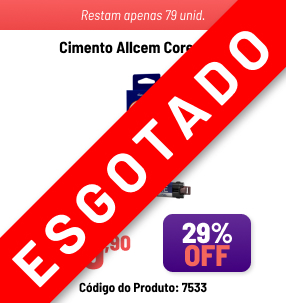 Restam apenas 79 unid.
Cimento Allcem Core
ESGOTADO
,90
29%
OFF
Código do Produto: 7533